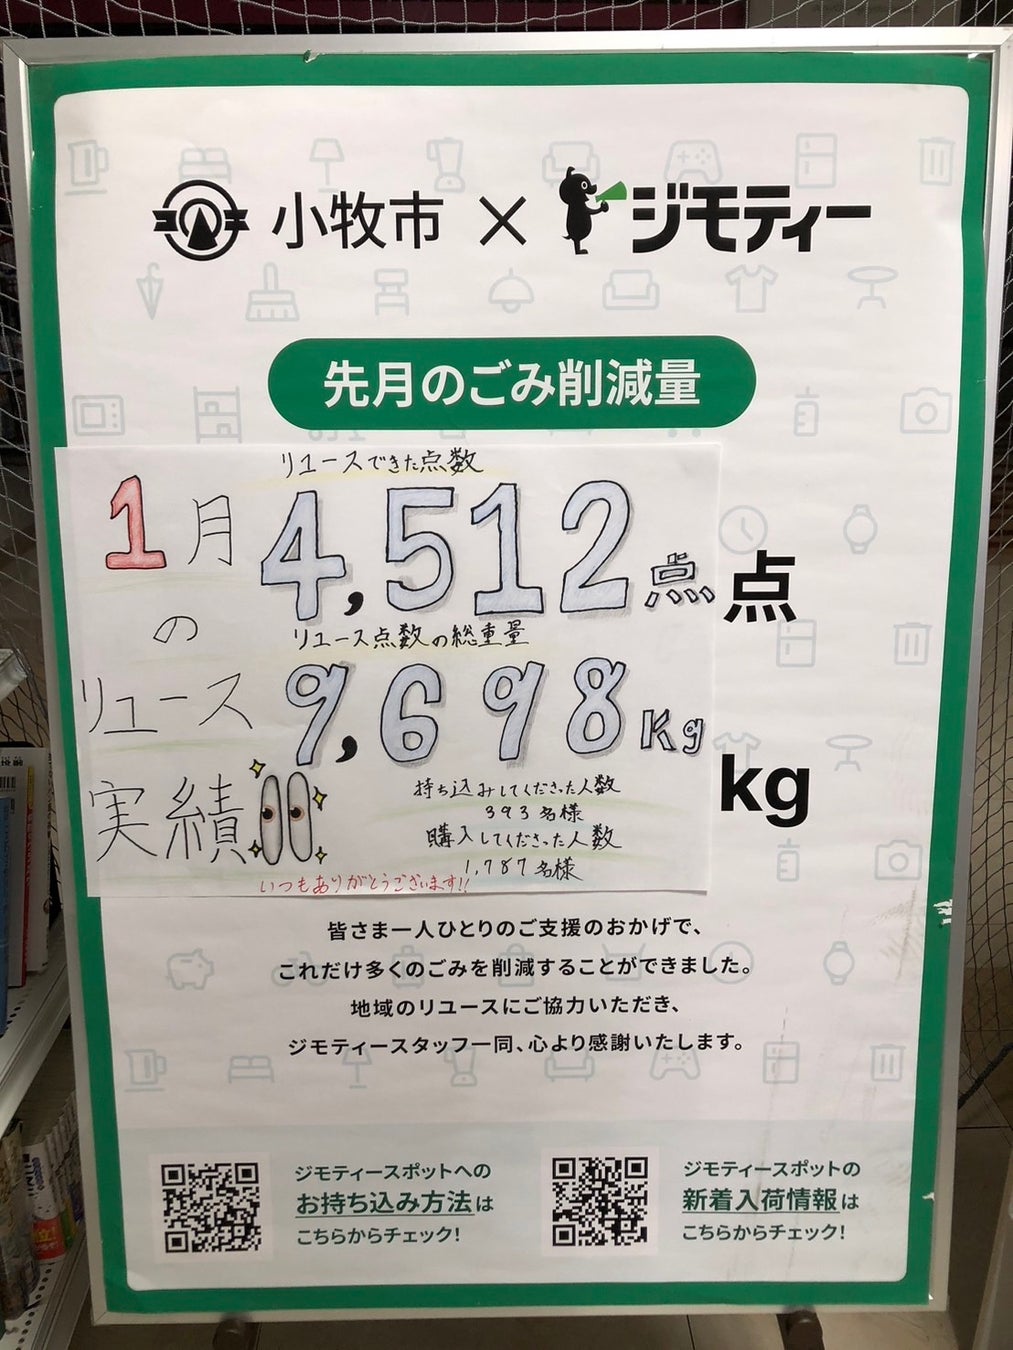 小牧市 × ジモティー
先月のごみ削減量
1月
の
リユース
実績
リユースできた点数
4,512点 点
リユース点数の総重量
9,698Kg kg
持ち込みしてくださった人数
393名様
購入してくださった人数
1,787名様
いつもありがとうございます!!
皆さま一人ひとりのご支援のおかげで、
これだけ多くのごみを削減することができました。
地域のリユースにご協力いただき、
ジモティースタッフ一同、心より感謝いたします。
ジモティースポットへの
お持ち込み方法は
こちらからチェック!
ジモティースポットの
新着入荷情報は
こちらからチェック!